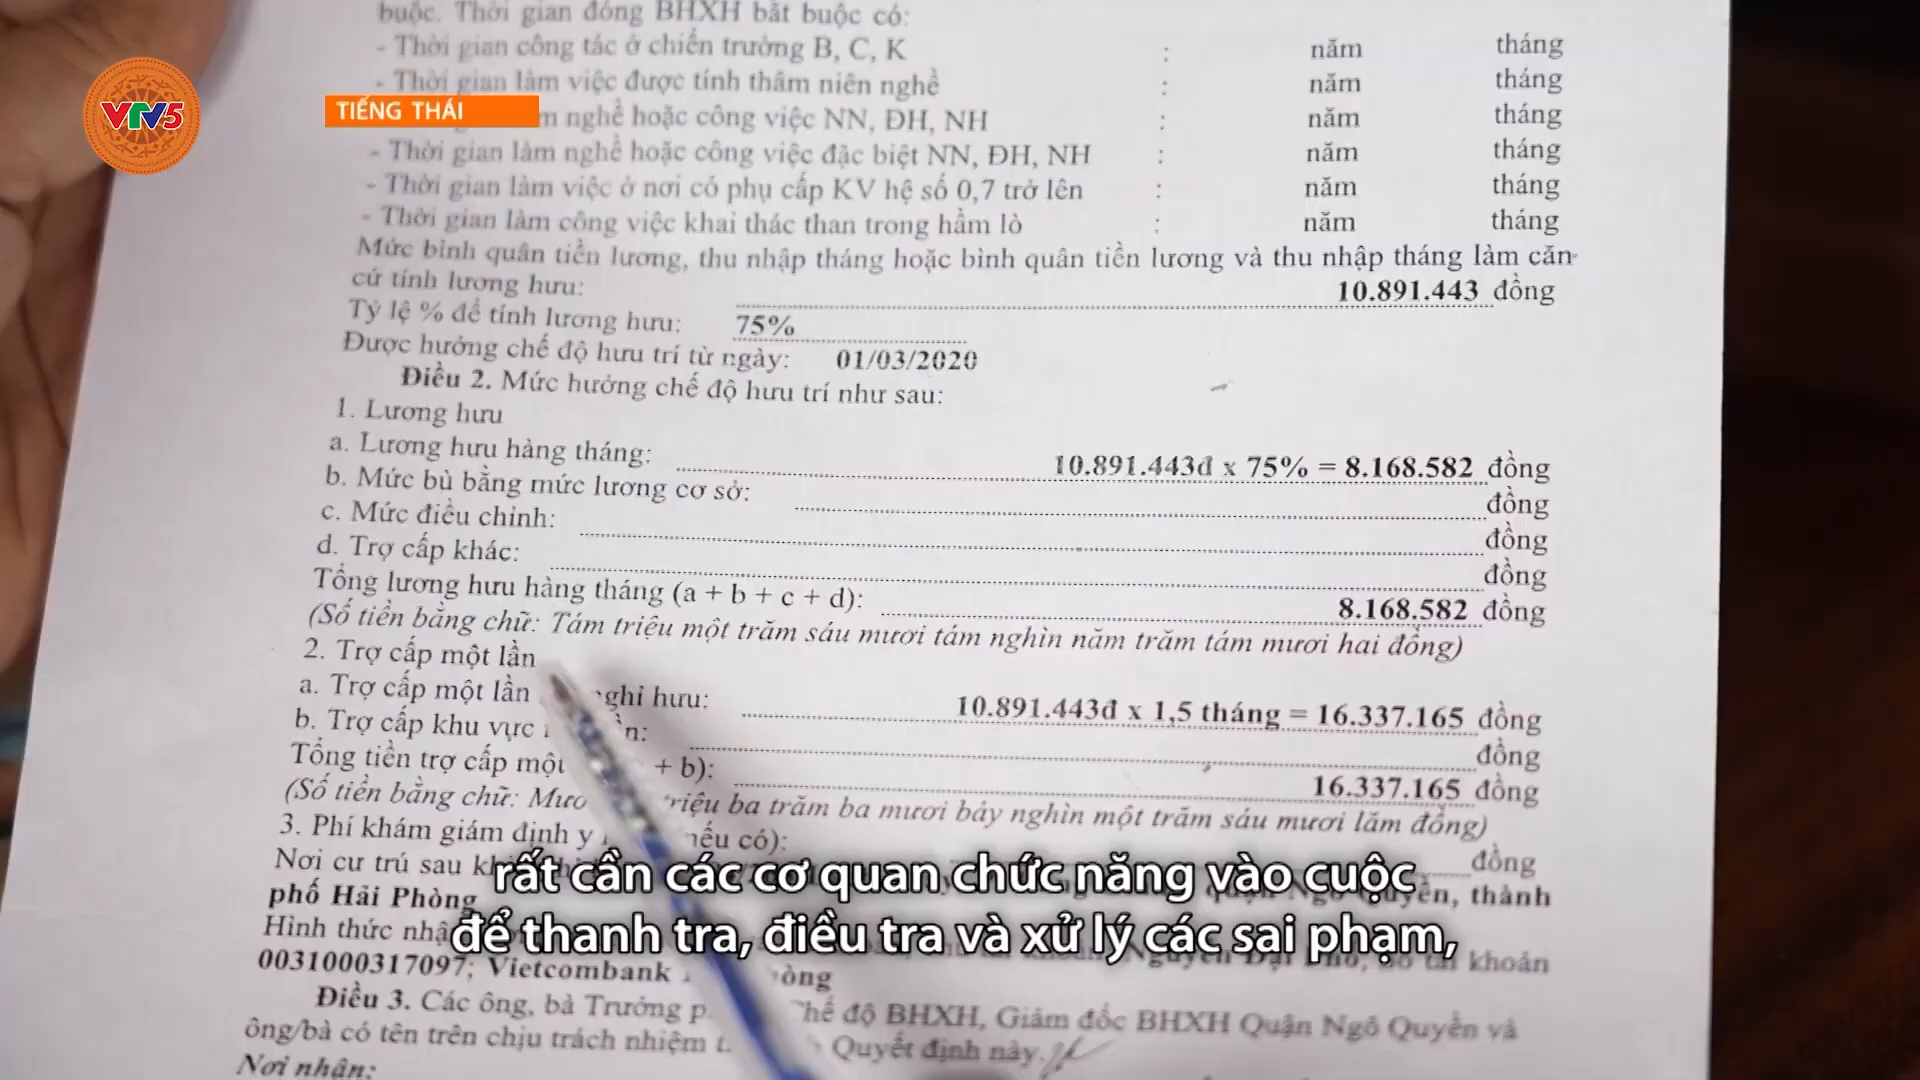 buộc. Thời gian đóng BHXH bắt buộc có:
- Thời gian công tác ở chiến trường B, C, K : năm tháng
- Thời gian làm việc được tính thâm niên nghề : năm tháng
VTV5
TIẾNG THÁI
nghề hoặc công việc NN, ĐH, NH : năm tháng
- Thời gian làm nghề hoặc công việc đặc biệt NN, ĐH, NH : năm tháng
- Thời gian làm việc ở nơi có phụ cấp KV hệ số 0,7 trở lên : năm tháng
- Thời gian làm công việc khai thác than trong hầm lò : năm tháng
Mức bình quân tiền lương, thu nhập tháng hoặc bình quân tiền lương và thu nhập tháng làm căn
cứ tính lương hưu: 10.891.443 đồng
Tỷ lệ % để tính lương hưu: 75%
Được hưởng chế độ hưu trí từ ngày: 01/03/2020
Điều 2. Mức hưởng chế độ hưu trí như sau:
1. Lương hưu
a. Lương hưu hàng tháng: 10.891.443đ x 75% = 8.168.582 đồng
b. Mức bù bằng mức lương cơ sở: đồng
c. Mức điều chỉnh: đồng
d. Trợ cấp khác: đồng
Tổng lương hưu hàng tháng (a + b + c + d): 8.168.582 đồng
(Số tiền bằng chữ: Tám triệu một trăm sáu mươi tám nghìn năm trăm tám mươi hai đồng)
2. Trợ cấp một lần
a. Trợ cấp một lần nghỉ hưu: 10.891.443đ x 1,5 tháng = 16.337.165 đồng
b. Trợ cấp khu vực đồng
Tổng tiền trợ cấp một + b): 16.337.165 đồng
(Số tiền bằng chữ: triệu ba trăm ba mươi bảy nghìn một trăm sáu mươi lăm đồng)
3. Phí khám giám định y nếu có): đồng
Nơi cư trú sau quận Ngô Quyền, thành
phố Hải Phòng
rất cần các cơ quan chức năng vào cuộc
để thanh tra, điều tra và xử lý các sai phạm,
Hình thức tài khoản
0031000317097; Vietcombank
Điều 3. Các ông, bà Trưởng Chế độ BHXH, Giám đốc BHXH Quận Ngô Quyền và
ông/bà có tên trên chịu trách nhiệm Quyết định này.
Nơi nhận: